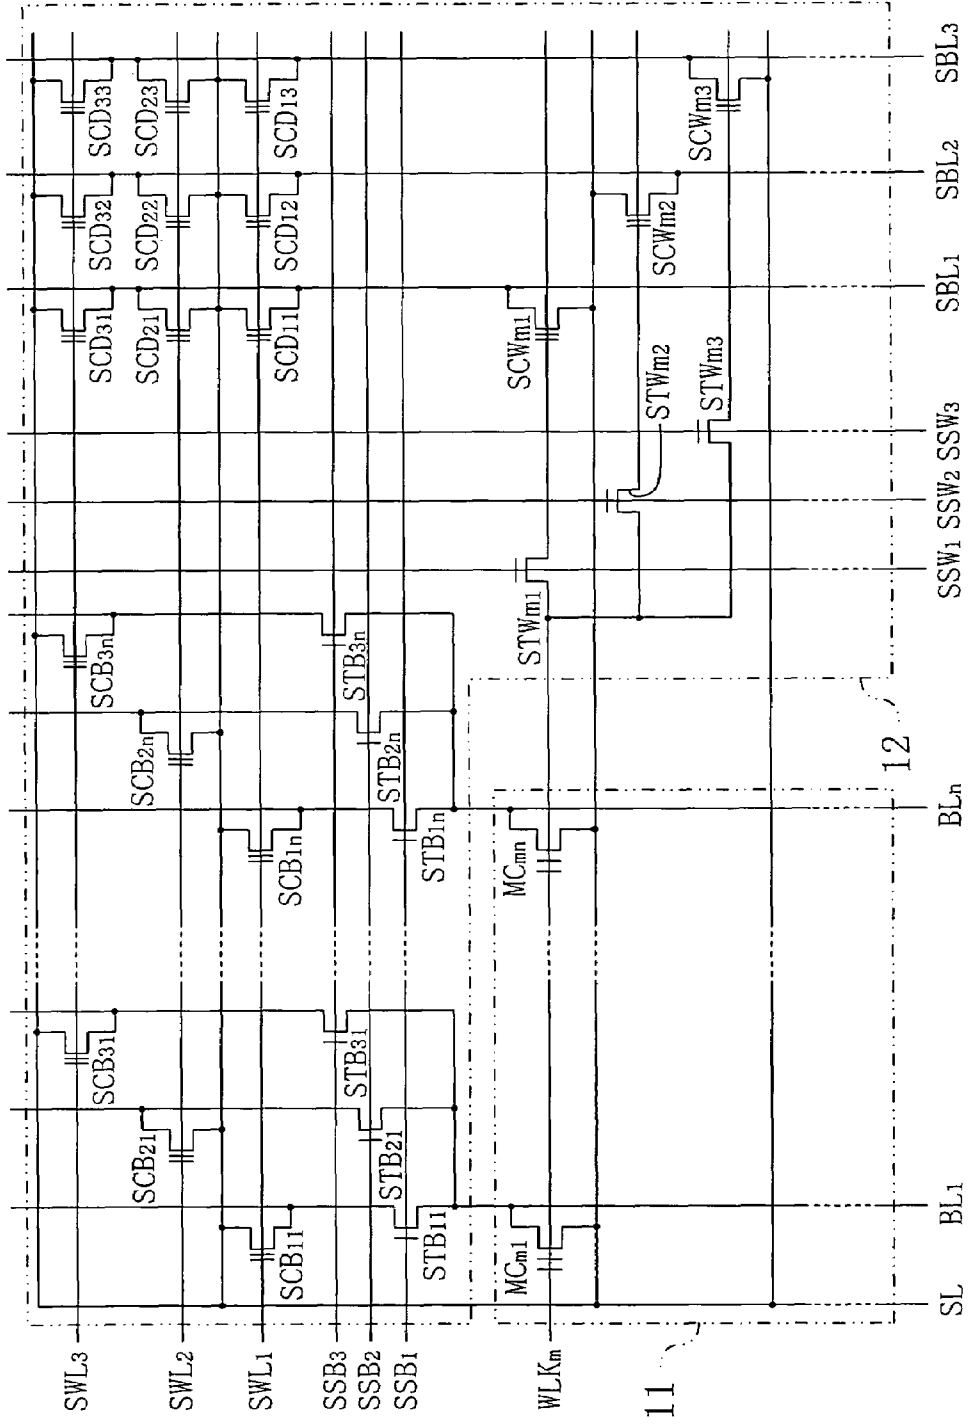 SCD33
SCD23
SCD13
SCWm3
SBL3
SCD32
SCD22
SCD12
SCWm2
SBL2
SCD31
SCD21
SCD11
SCWm1
SBL1
STWm2
STWm3
SSW3
SSW2
SSW1
STWm1
SCB3n
STB3n
SCB2n
STB2n
12
SCB1n
STB1n
MCmn
BLn
SCB31
STB31
SCB21
STB21
SCB11
STB11
MCm1
BL1
SL
SWL3
SWL2
SWL1
SSB3
SSB2
SSB1
WLKm
11